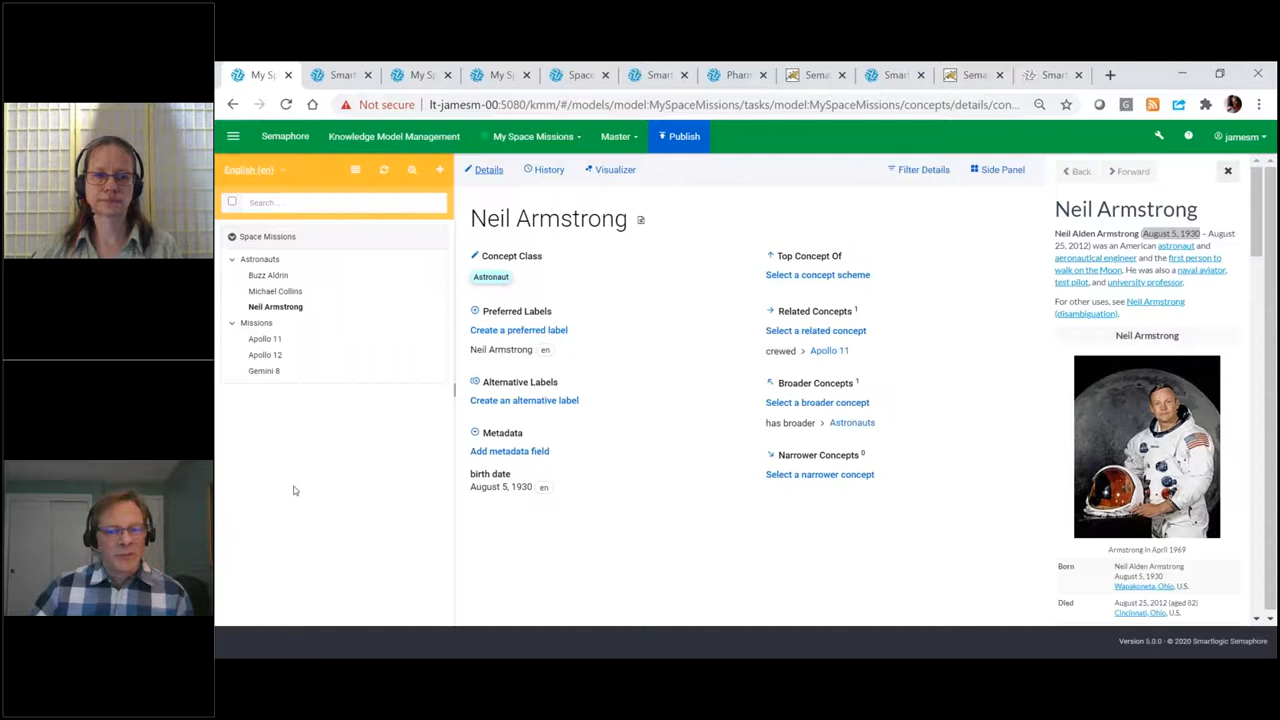 My Sp
Smart
My Sp
My Sp
Space
Smart
Pharm
Sema
Smart
Sema
Smart
Not secure
lt-jamesm-00:5080/kmm/#/models/model:MySpaceMissions/tasks/model:MySpaceMissions/concepts/details/con...
Semaphore
Knowledge Model Management
My Space Missions
Master
Publish
jamesm
English (en)
Details
History
Visualizer
Filter Details
Side Panel
Back
Forward
Search...
Space Missions
Astronauts
Buzz Aldrin
Michael Collins
Neil Armstrong
Missions
Apollo 11
Apollo 12
Gemini 8
Neil Armstrong
Concept Class
Astronaut
Preferred Labels
Create a preferred label
Neil Armstrong en
Alternative Labels
Create an alternative label
Metadata
Add metadata field
birth date
August 5, 1930 en
Top Concept Of
Select a concept scheme
Related Concepts 1
Select a related concept
crewed > Apollo 11
Broader Concepts 1
Select a broader concept
has broader > Astronauts
Narrower Concepts 0
Select a narrower concept
Neil Armstrong
Neil Alden Armstrong (August 5, 1930 – August
25, 2012) was an American astronaut and
aeronautical engineer and the first person to
walk on the Moon. He was also a naval aviator,
test pilot, and university professor.
For other uses, see Neil Armstrong
(disambiguation).
Neil Armstrong
Armstrong in April 1969
Born Neil Alden Armstrong
August 5, 1930
Wapakoneta, Ohio, U.S.
Died August 25, 2012 (aged 82)
Cincinnati, Ohio, U.S.
Version 5.0.0 · © 2020 Smartlogic Semaphore